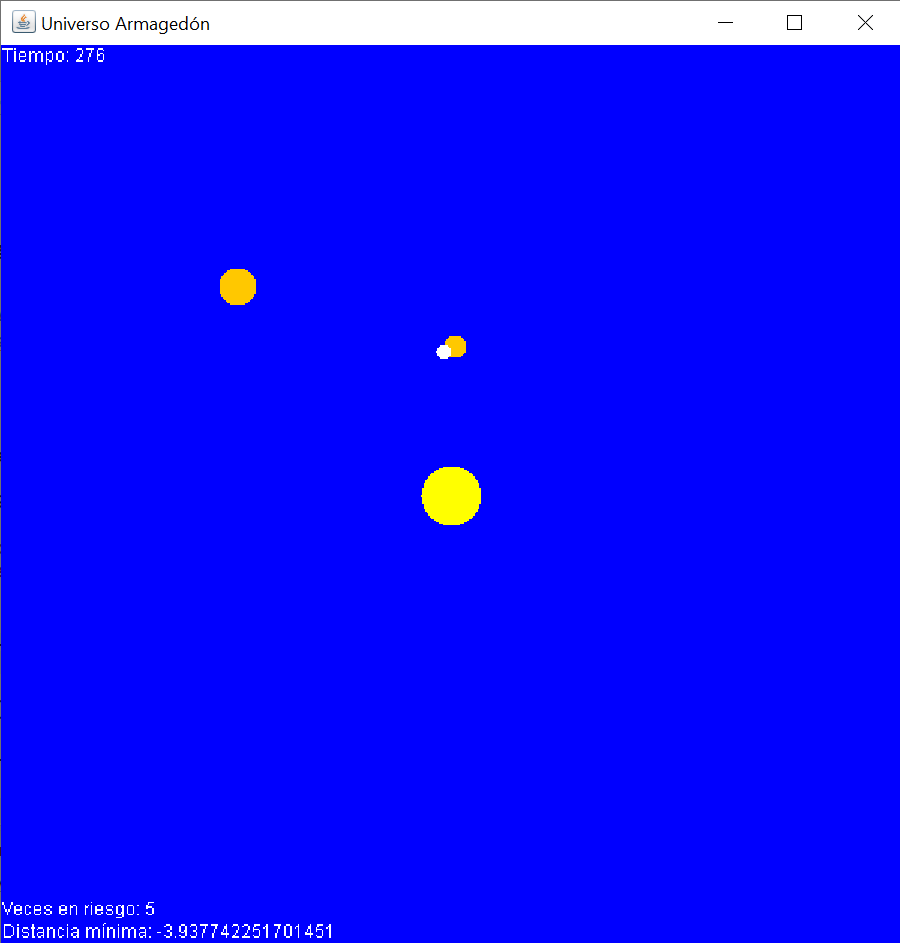 Universo Armagedón
Tiempo: 276
Veces en riesgo: 5
Distancia mínima: -3.937742251701451